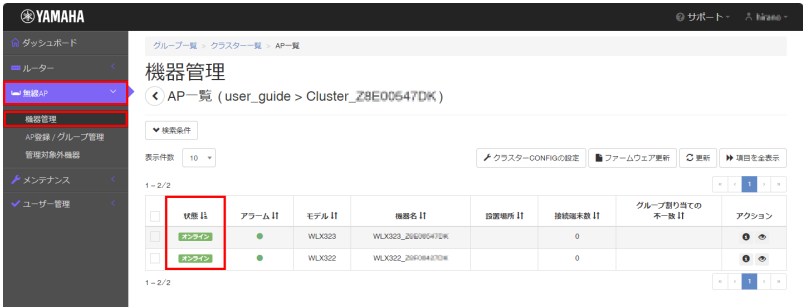 YAMAHA
サポート
ダッシュボード
ルーター
無線AP
機器管理
AP登録 / グループ管理
管理対象外機器
メンテナンス
ユーザー管理
グループ一覧 > クラスター一覧 > AP一覧
機器管理
AP一覧 ( user_guide > Cluster_ )
検索条件
表示件数 10
クラスターCONFIGの設定 ファームウェア更新 更新 項目を全表示
1 – 2/2 « ‹ 1 › »
状態 アラーム モデル 機器名 設置場所 接続端末数 グループ割り当ての不一致 アクション
オンライン WLX323 WLX323_ 0
オンライン WLX322 WLX322_ 0
1 – 2/2 « ‹ 1 › »